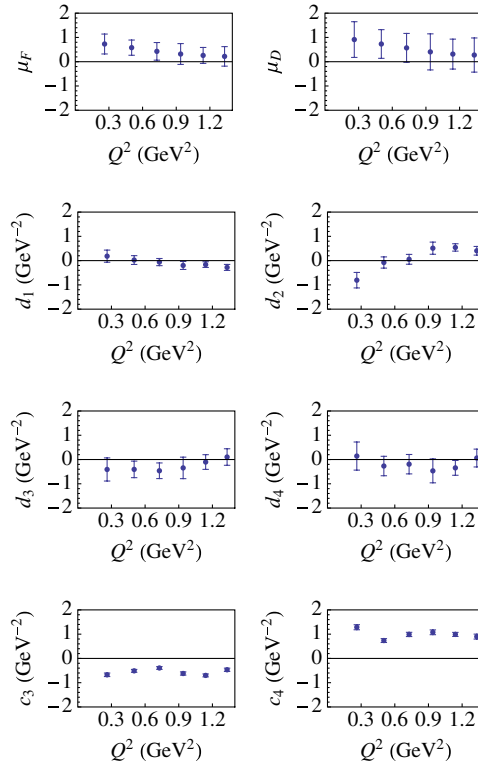 2 2
1 1
μF 0 μD 0
−1 −1
−2 −2
0.3 0.6 0.9 1.2 0.3 0.6 0.9 1.2
Q² (GeV²) Q² (GeV²)
2 2
1 1
d₁ (GeV⁻²) 0 d₂ (GeV⁻²) 0
−1 −1
−2 −2
0.3 0.6 0.9 1.2 0.3 0.6 0.9 1.2
Q² (GeV²) Q² (GeV²)
2 2
1 1
d₃ (GeV⁻²) 0 d₄ (GeV⁻²) 0
−1 −1
−2 −2
0.3 0.6 0.9 1.2 0.3 0.6 0.9 1.2
Q² (GeV²) Q² (GeV²)
2 2
1 1
c₃ (GeV⁻²) 0 c₄ (GeV⁻²) 0
−1 −1
−2 −2
0.3 0.6 0.9 1.2 0.3 0.6 0.9 1.2
Q² (GeV²) Q² (GeV²)